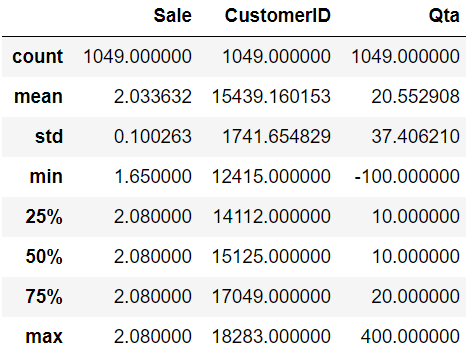 Sale CustomerID Qta
count 1049.000000 1049.000000 1049.000000
mean 2.033632 15439.160153 20.552908
std 0.100263 1741.654829 37.406210
min 1.650000 12415.000000 -100.000000
25% 2.080000 14112.000000 10.000000
50% 2.080000 15125.000000 10.000000
75% 2.080000 17049.000000 20.000000
max 2.080000 18283.000000 400.000000